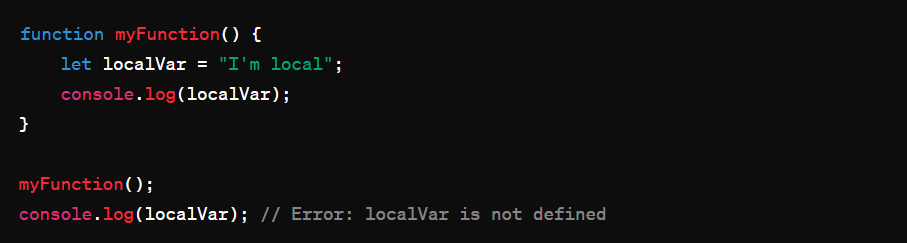 function myFunction() {
    let localVar = "I'm local";
    console.log(localVar);
}

myFunction();
console.log(localVar); // Error: localVar is not defined